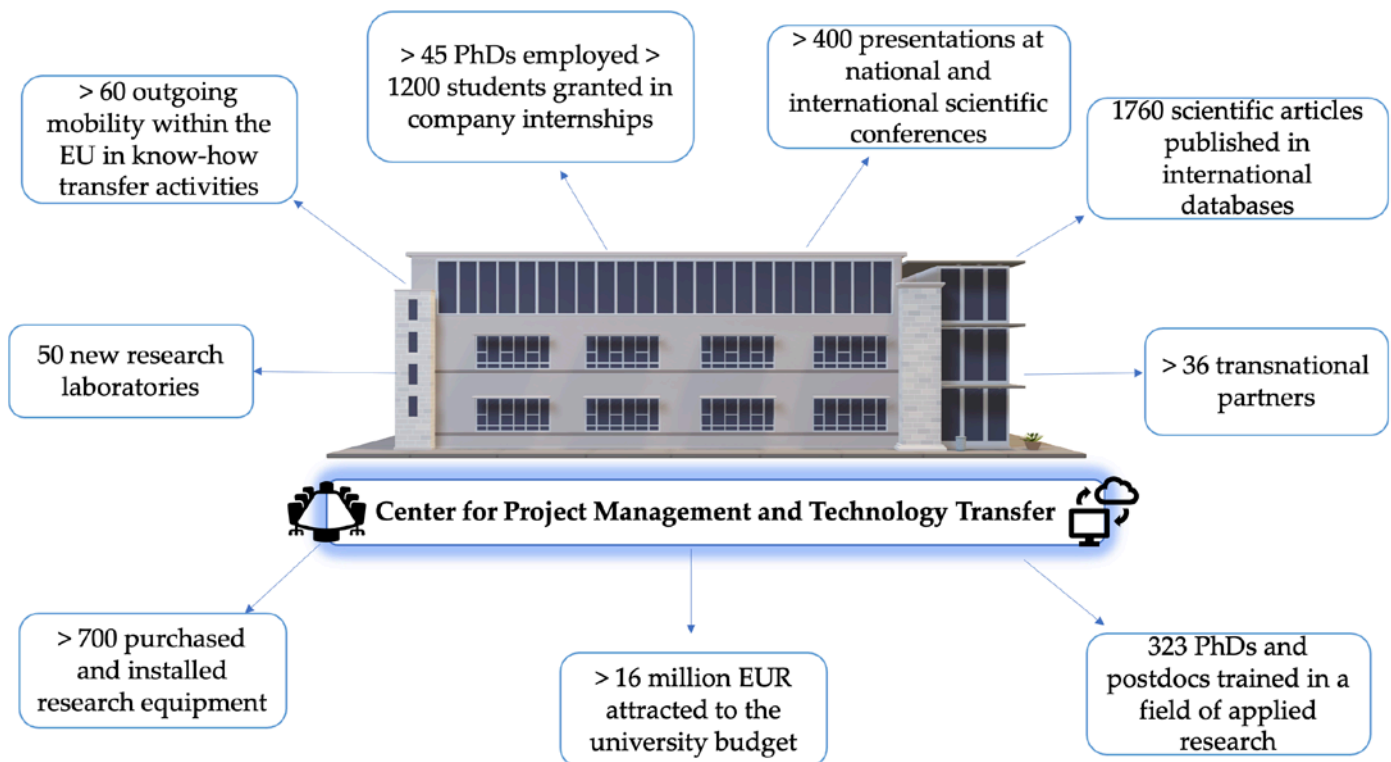 > 60 outgoing
mobility within the
EU in know-how
transfer activities
> 45 PhDs employed >
1200 students granted in
company internships
> 400 presentations at
national and
international scientific
conferences
1760 scientific articles
published in
international
databases
50 new research
laboratories
> 36 transnational
partners
Center for Project Management and Technology Transfer
> 700 purchased
and installed
research equipment
> 16 million EUR
attracted to the
university budget
323 PhDs and
postdocs trained in a
field of applied
research